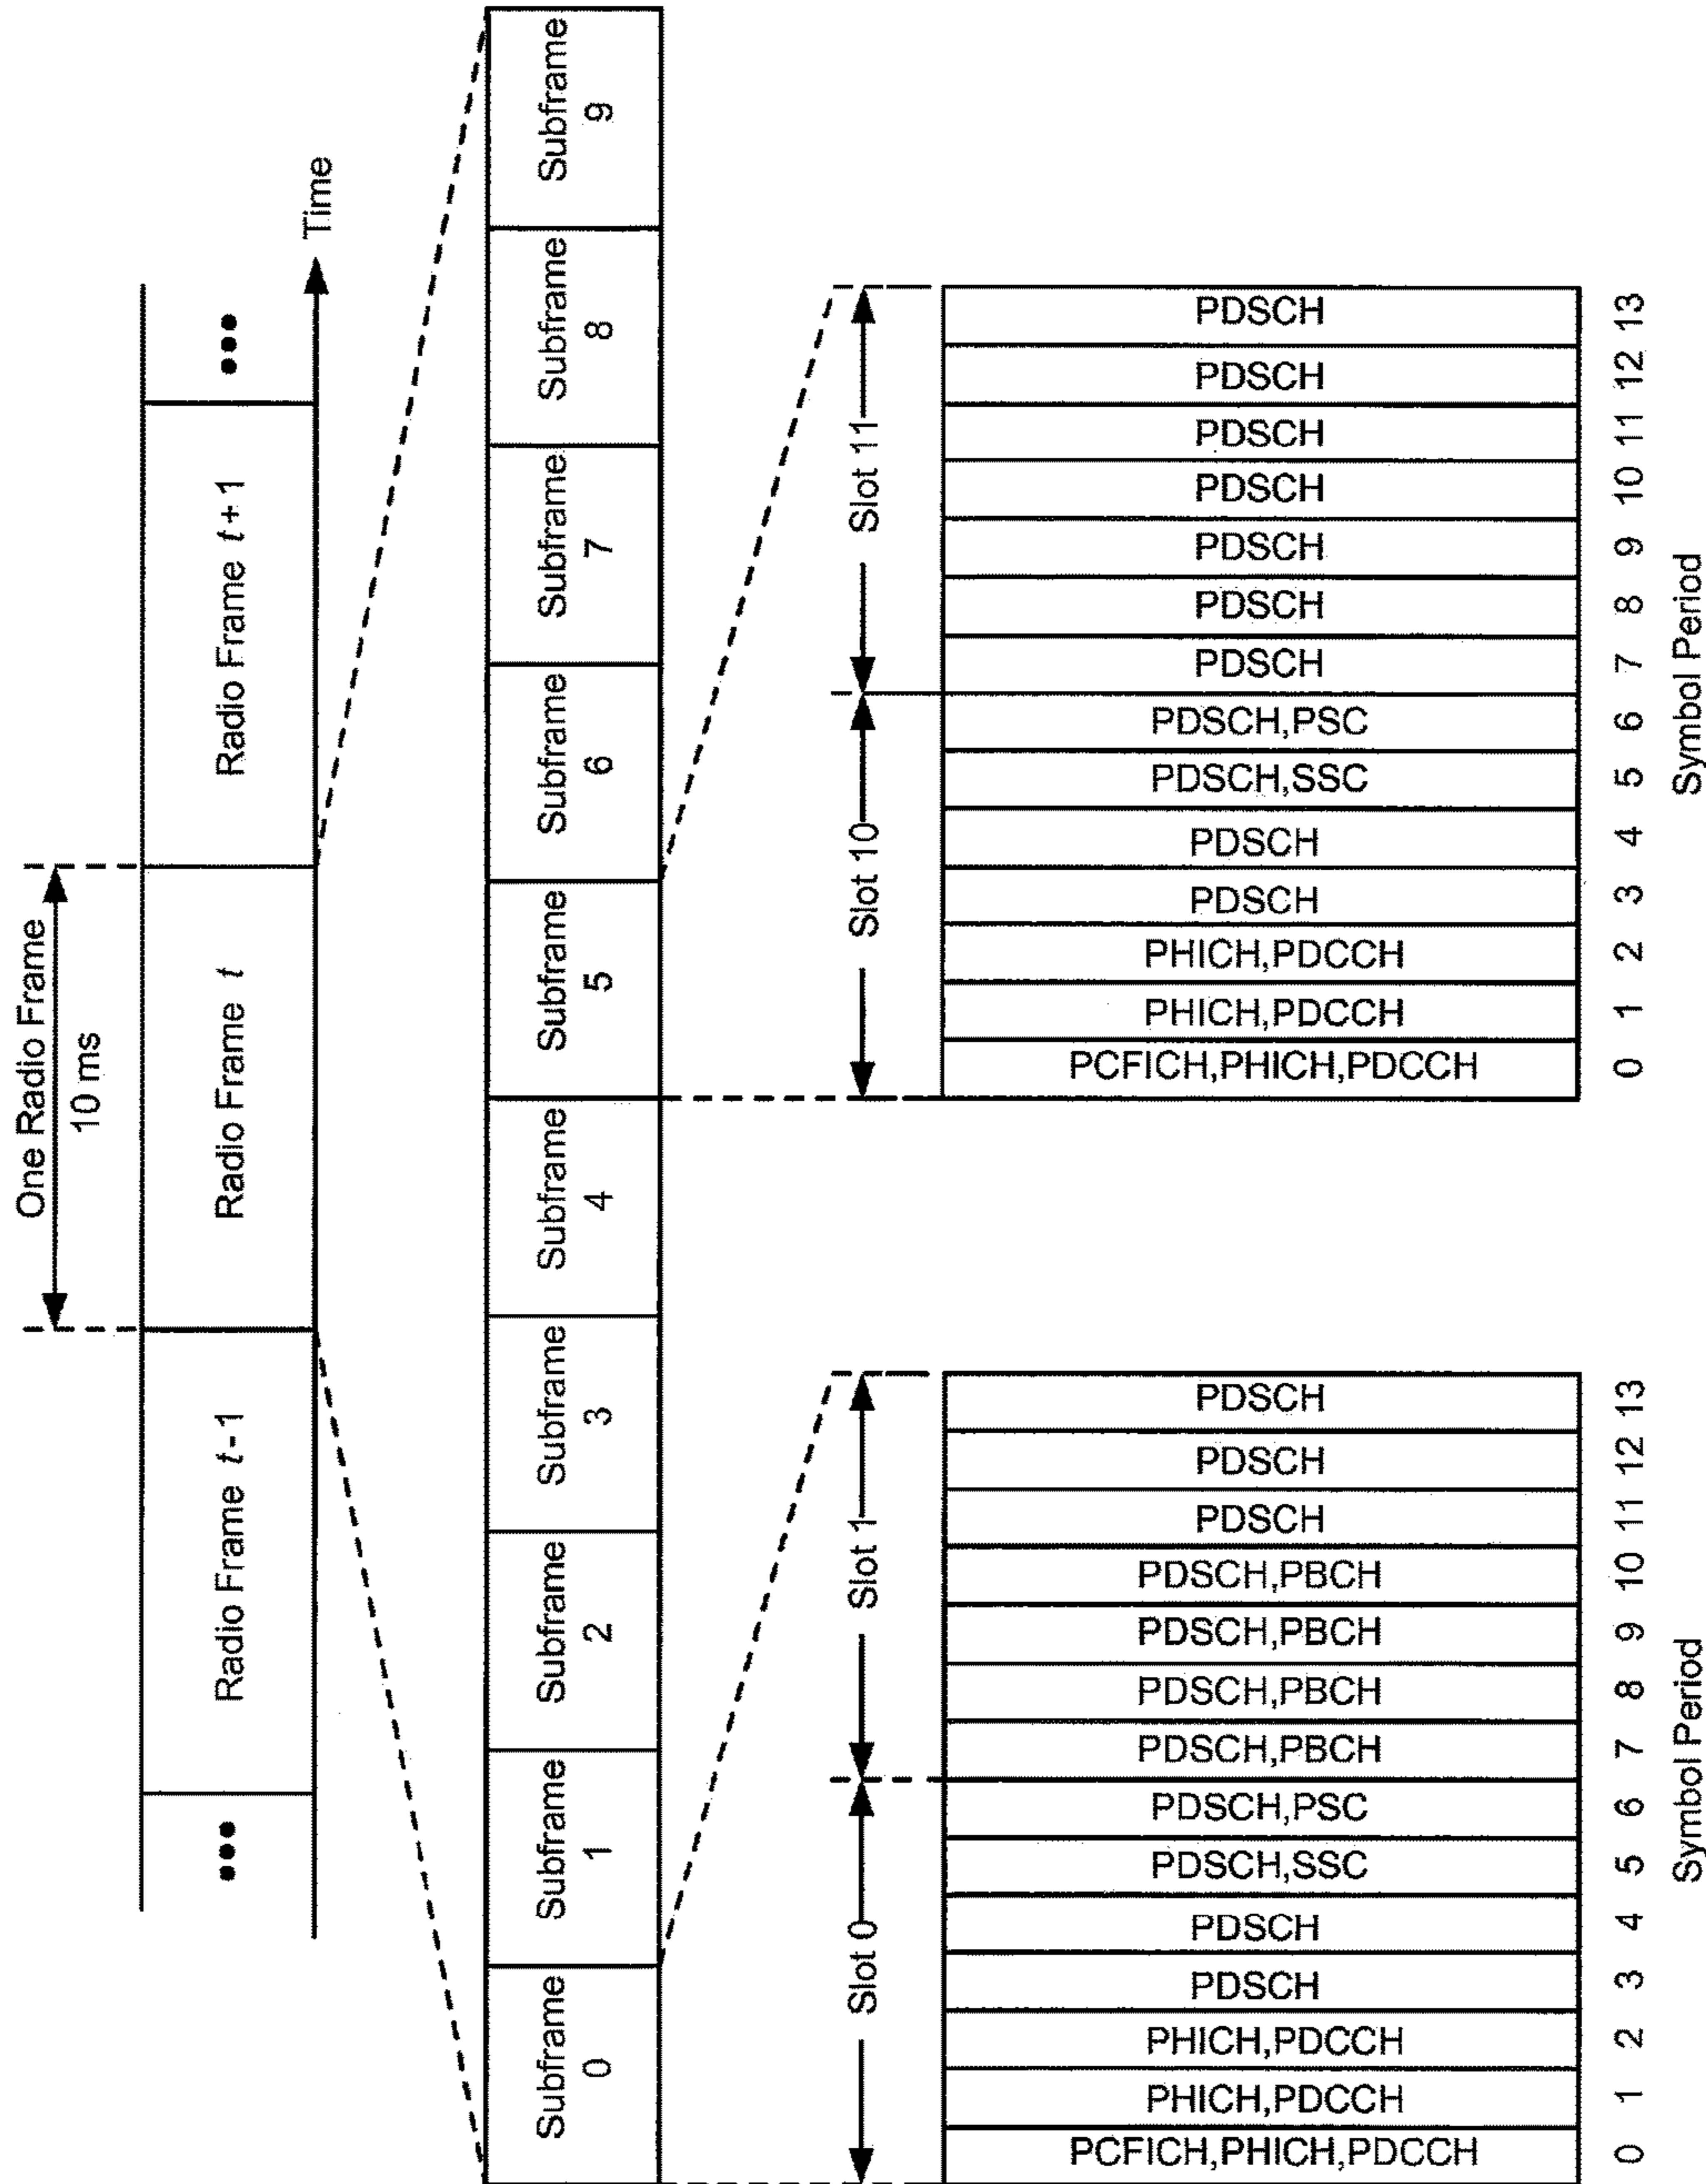 One Radio Frame
10 ms
•••
Radio Frame t-1
Radio Frame t
Radio Frame t+1
•••
Time
Subframe
0
Subframe
1
Subframe
2
Subframe
3
Subframe
4
Subframe
5
Subframe
6
Subframe
7
Subframe
8
Subframe
9
Slot 0
Slot 1
PCFICH,PHICH,PDCCH
PHICH,PDCCH
PHICH,PDCCH
PDSCH
PDSCH
PDSCH,SSC
PDSCH,PSC
PDSCH,PBCH
PDSCH,PBCH
PDSCH,PBCH
PDSCH,PBCH
PDSCH
PDSCH
PDSCH
0 1 2 3 4 5 6 7 8 9 10 11 12 13
Symbol Period
Slot 10
Slot 11
PCFICH,PHICH,PDCCH
PHICH,PDCCH
PHICH,PDCCH
PDSCH
PDSCH
PDSCH,SSC
PDSCH,PSC
PDSCH
PDSCH
PDSCH
PDSCH
PDSCH
PDSCH
PDSCH
0 1 2 3 4 5 6 7 8 9 10 11 12 13
Symbol Period